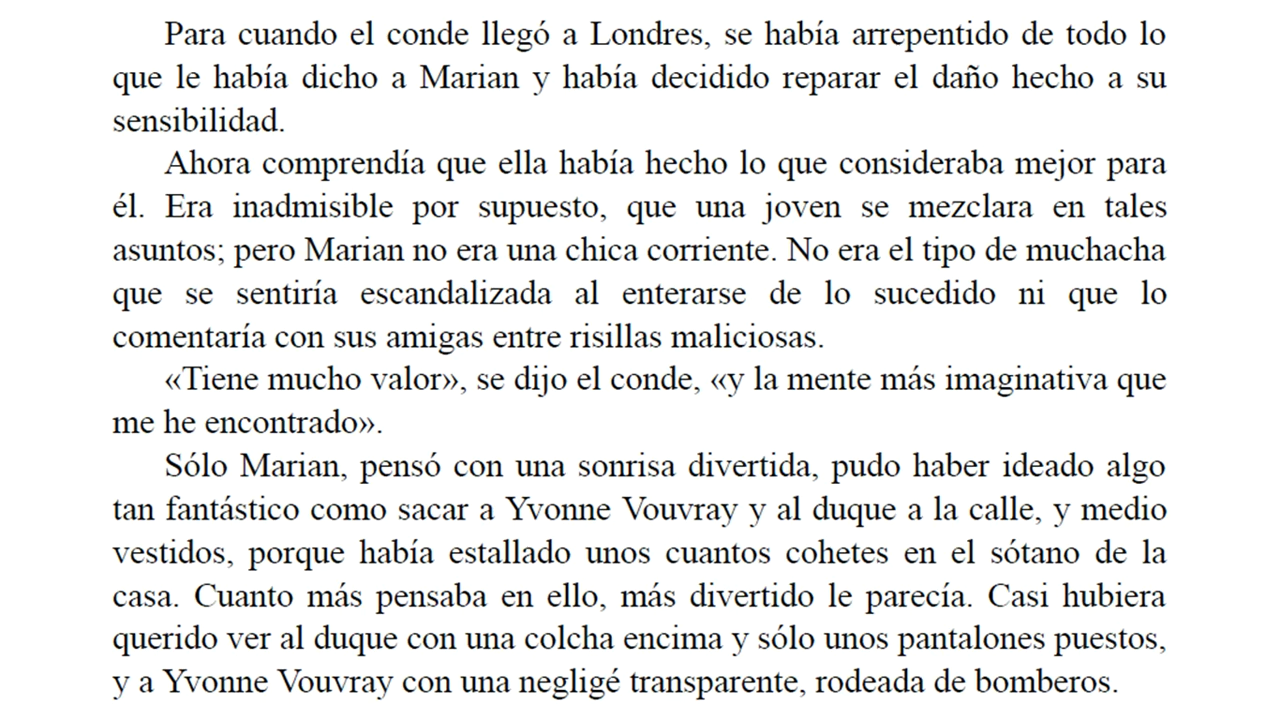 Para cuando el conde llegó a Londres, se había arrepentido de todo lo
que le había dicho a Marian y había decidido reparar el daño hecho a su
sensibilidad.
Ahora comprendía que ella había hecho lo que consideraba mejor para
él. Era inadmisible por supuesto, que una joven se mezclara en tales
asuntos; pero Marian no era una chica corriente. No era el tipo de muchacha
que se sentiría escandalizada al enterarse de lo sucedido ni que lo
comentaría con sus amigas entre risillas maliciosas.
«Tiene mucho valor», se dijo el conde, «y la mente más imaginativa que
me he encontrado».
Sólo Marian, pensó con una sonrisa divertida, pudo haber ideado algo
tan fantástico como sacar a Yvonne Vouvray y al duque a la calle, y medio
vestidos, porque había estallado unos cuantos cohetes en el sótano de la
casa. Cuanto más pensaba en ello, más divertido le parecía. Casi hubiera
querido ver al duque con una colcha encima y sólo unos pantalones puestos,
y a Yvonne Vouvray con una negligé transparente, rodeada de bomberos.